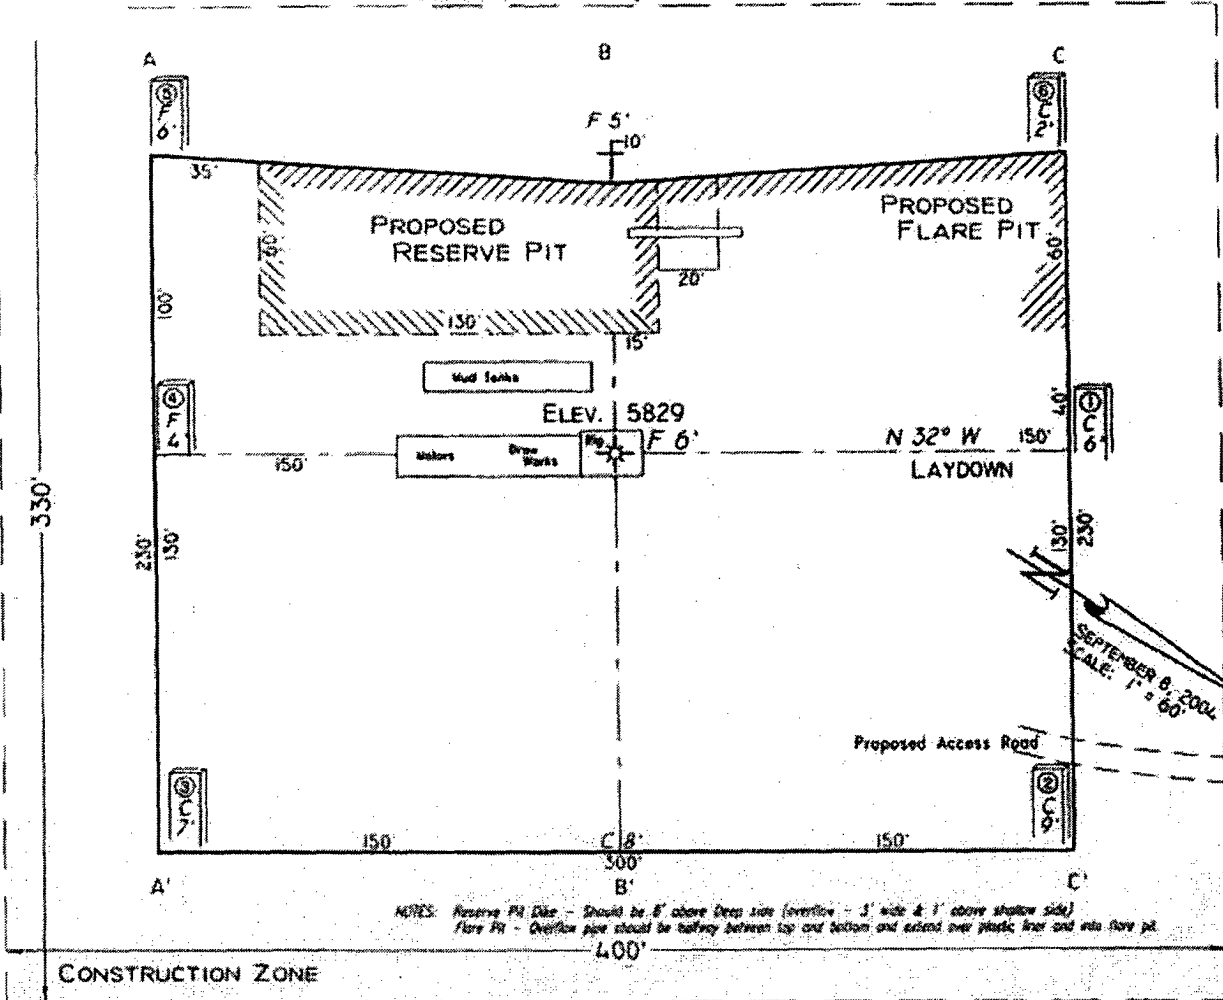 A
B
C
⑤
F
6'
F 5'
10'
⑥
C
2'
35'
PROPOSED
RESERVE PIT
PROPOSED
FLARE PIT
60'
60'
20'
100'
130'
15'
Mud Tanks
④
F
4'
ELEV. 5829
Rig
F 6'
40'
①
C
6'
N 32° W
150'
150'
Motors
Draw
Works
LAYDOWN
330'
230'
130'
130'
230'
SEPTEMBER 8, 2004
SCALE: 1" = 60'
Proposed Access Road
③
C
7'
②
C
9'
150'
C 8'
150'
300'
A'
B'
C'
NOTES: Reserve Pit Dike - Should be 8' above Deep side (overflow - 3' wide & 1' above shallow side)
Flare Pit - Overflow pipe should be halfway between top and bottom and extend over plastic liner and into flare pit
400'
CONSTRUCTION ZONE